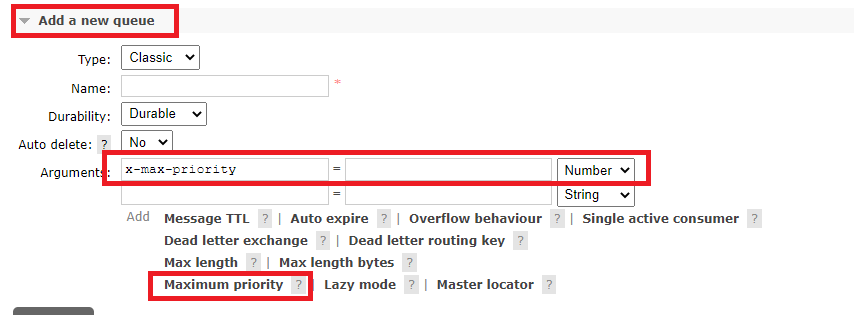 Add a new queue
Type: Classic
Name: *
Durability: Durable
Auto delete: ? No
Arguments: x-max-priority = Number
= String
Add Message TTL ? | Auto expire ? | Overflow behaviour ? | Single active consumer ?
Dead letter exchange ? | Dead letter routing key ?
Max length ? | Max length bytes ?
Maximum priority ? | Lazy mode ? | Master locator ?